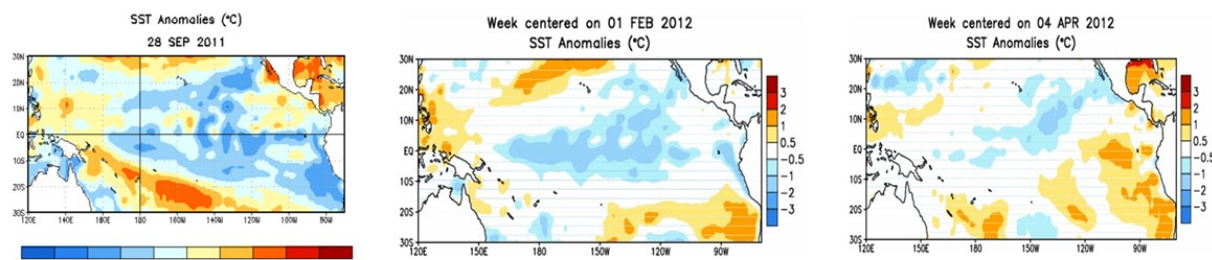 SST Anomalies (°C)
28 SEP 2011
30N
20N
10N
EQ
10S
20S
30S
120E 140E 160E 180 160W 140W 120W 100W 80W
Week centered on 01 FEB 2012
SST Anomalies (°C)
30N
20N
10N
0
10S
20S
30S
120E 150E 180 150W 120W 90W
3
2
1
0.5
-0.5
-1
-2
-3
Week centered on 04 APR 2012
SST Anomalies (°C)
30N
20N
10N
0
10S
20S
30S
120E 150E 180 150W 120W 90W
3
2
1
0.5
-0.5
-1
-2
-3